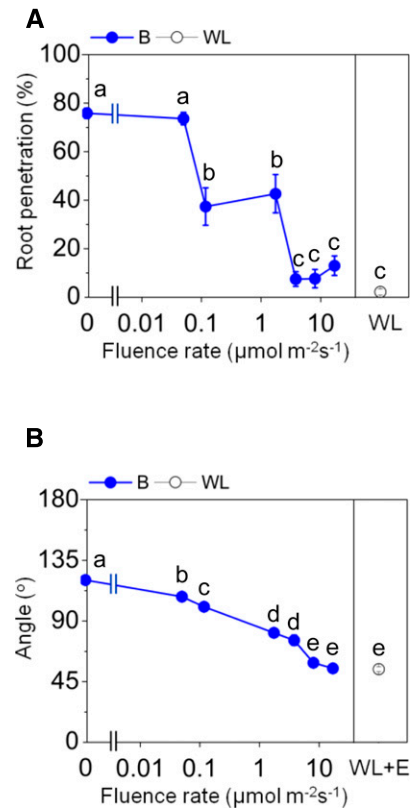 A
B WL
100
80
60
40
20
0
Root penetration (%)
a a b b c c c c
0 0.01 0.1 1 10 WL
Fluence rate (μmol m-2s-1)
B
B WL
180
135
90
45
0
Angle (º)
a b c d d e e e
0 0.01 0.1 1 10 WL+E
Fluence rate (μmol m-2s-1)